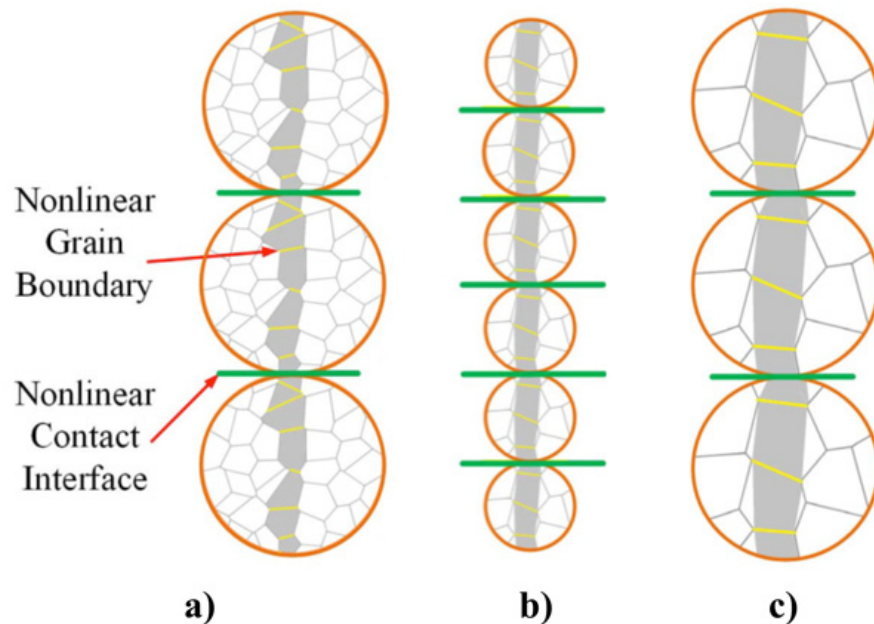 Nonlinear
Grain
Boundary
Nonlinear
Contact
Interface
a)
b)
c)